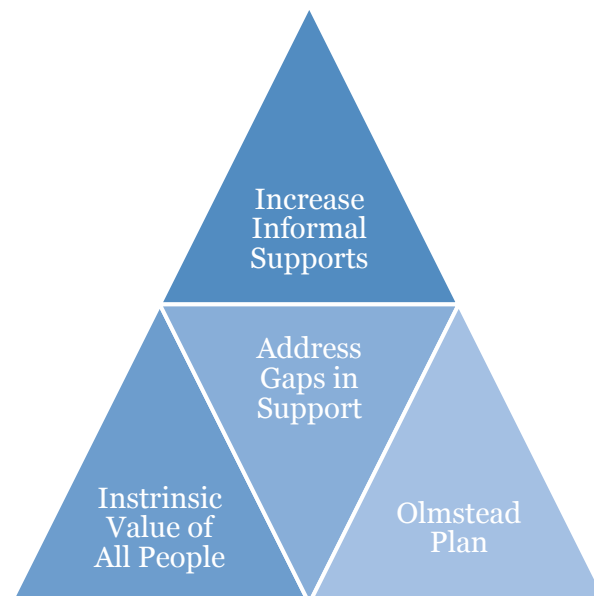 Increase
Informal
Supports
Address
Gaps in
Support
Instrinsic
Value of
All People
Olmstead
Plan